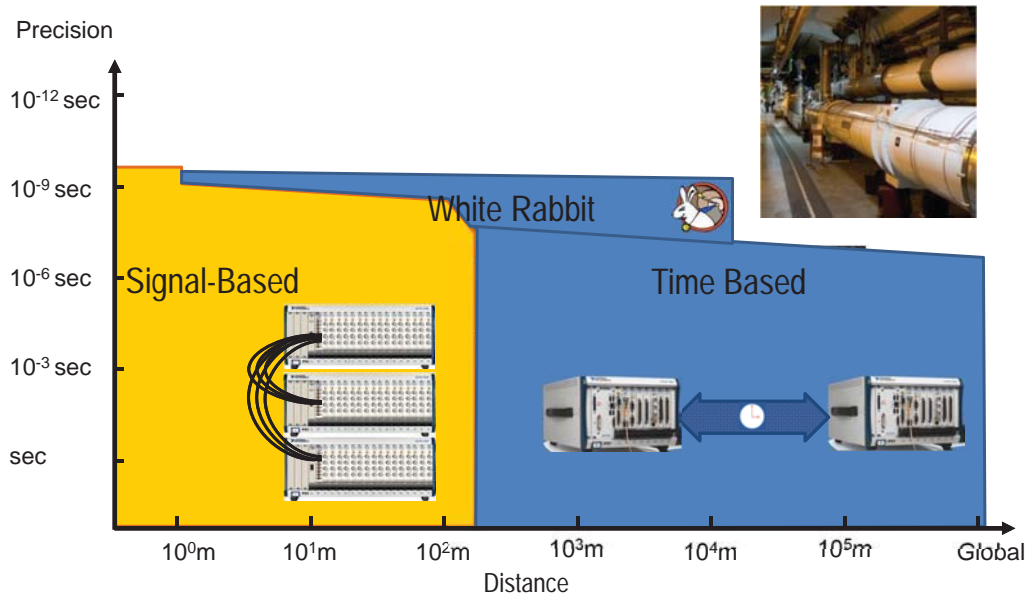 Precision
10⁻¹² sec
10⁻⁹ sec
White Rabbit
10⁻⁶ sec
Signal-Based
Time Based
10⁻³ sec
sec
10⁰m
10¹m
10²m
10³m
10⁴m
10⁵m
Global
Distance